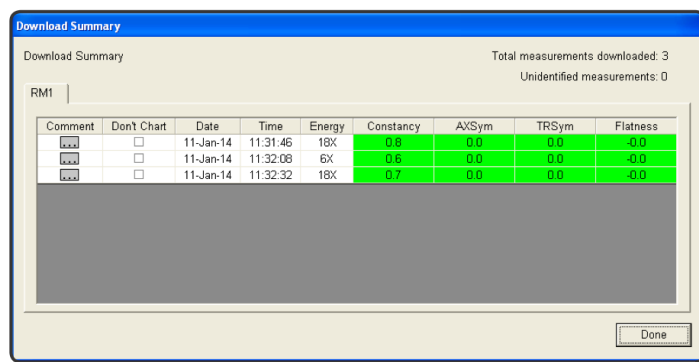 Download Summary
Download Summary
Total measurements downloaded: 3
Unidentified measurements: 0
RM1
Comment Don't Chart Date Time Energy Constancy AXSym TRSym Flatness
... 11-Jan-14 11:31:46 18X 0.8 0.0 0.0 -0.0
... 11-Jan-14 11:32:08 6X 0.6 0.0 0.0 -0.0
... 11-Jan-14 11:32:32 18X 0.7 0.0 0.0 -0.0
Done